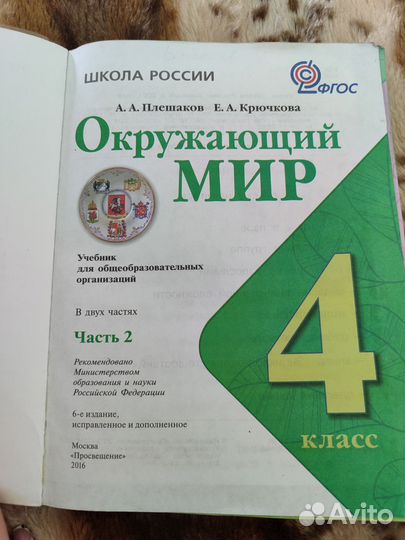 ШКОЛА РОССИИ
ФГОС
А. А. Плешаков Е. А. Крючкова
Окружающий
МИР
Учебник
для общеобразовательных
организаций
В двух частях
Часть 2
Рекомендовано
Министерством
образования и науки
Российской Федерации
6-е издание,
исправленное и дополненное
Москва
«Просвещение»
2016
4
класс
Avito